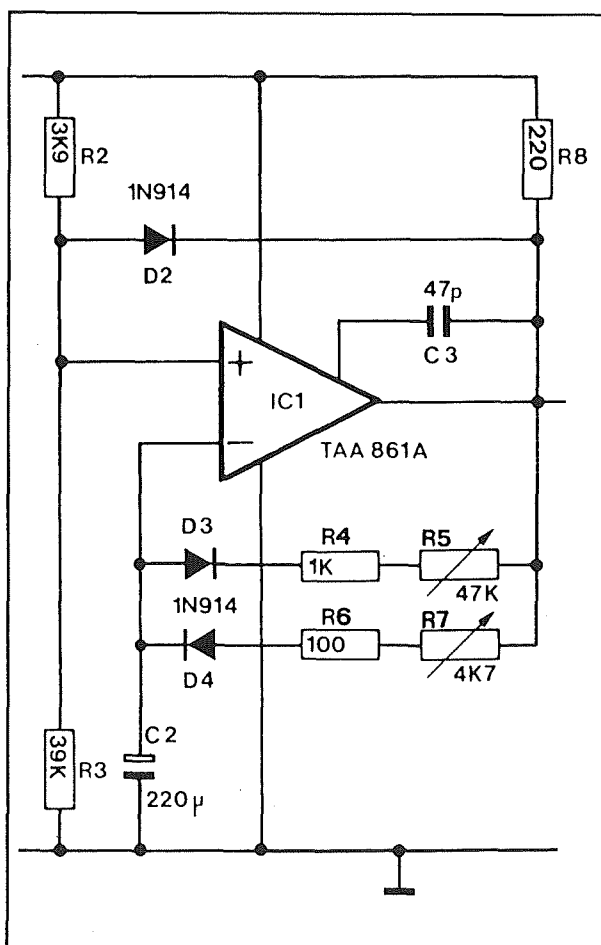 3K9
R2
220
R8
1N914
D2
47p
C3
+
IC1
−
TAA 861A
D3
R4
R5
1K
47K
1N914
R6
R7
100
4K7
D4
C2
39K
R3
220µ